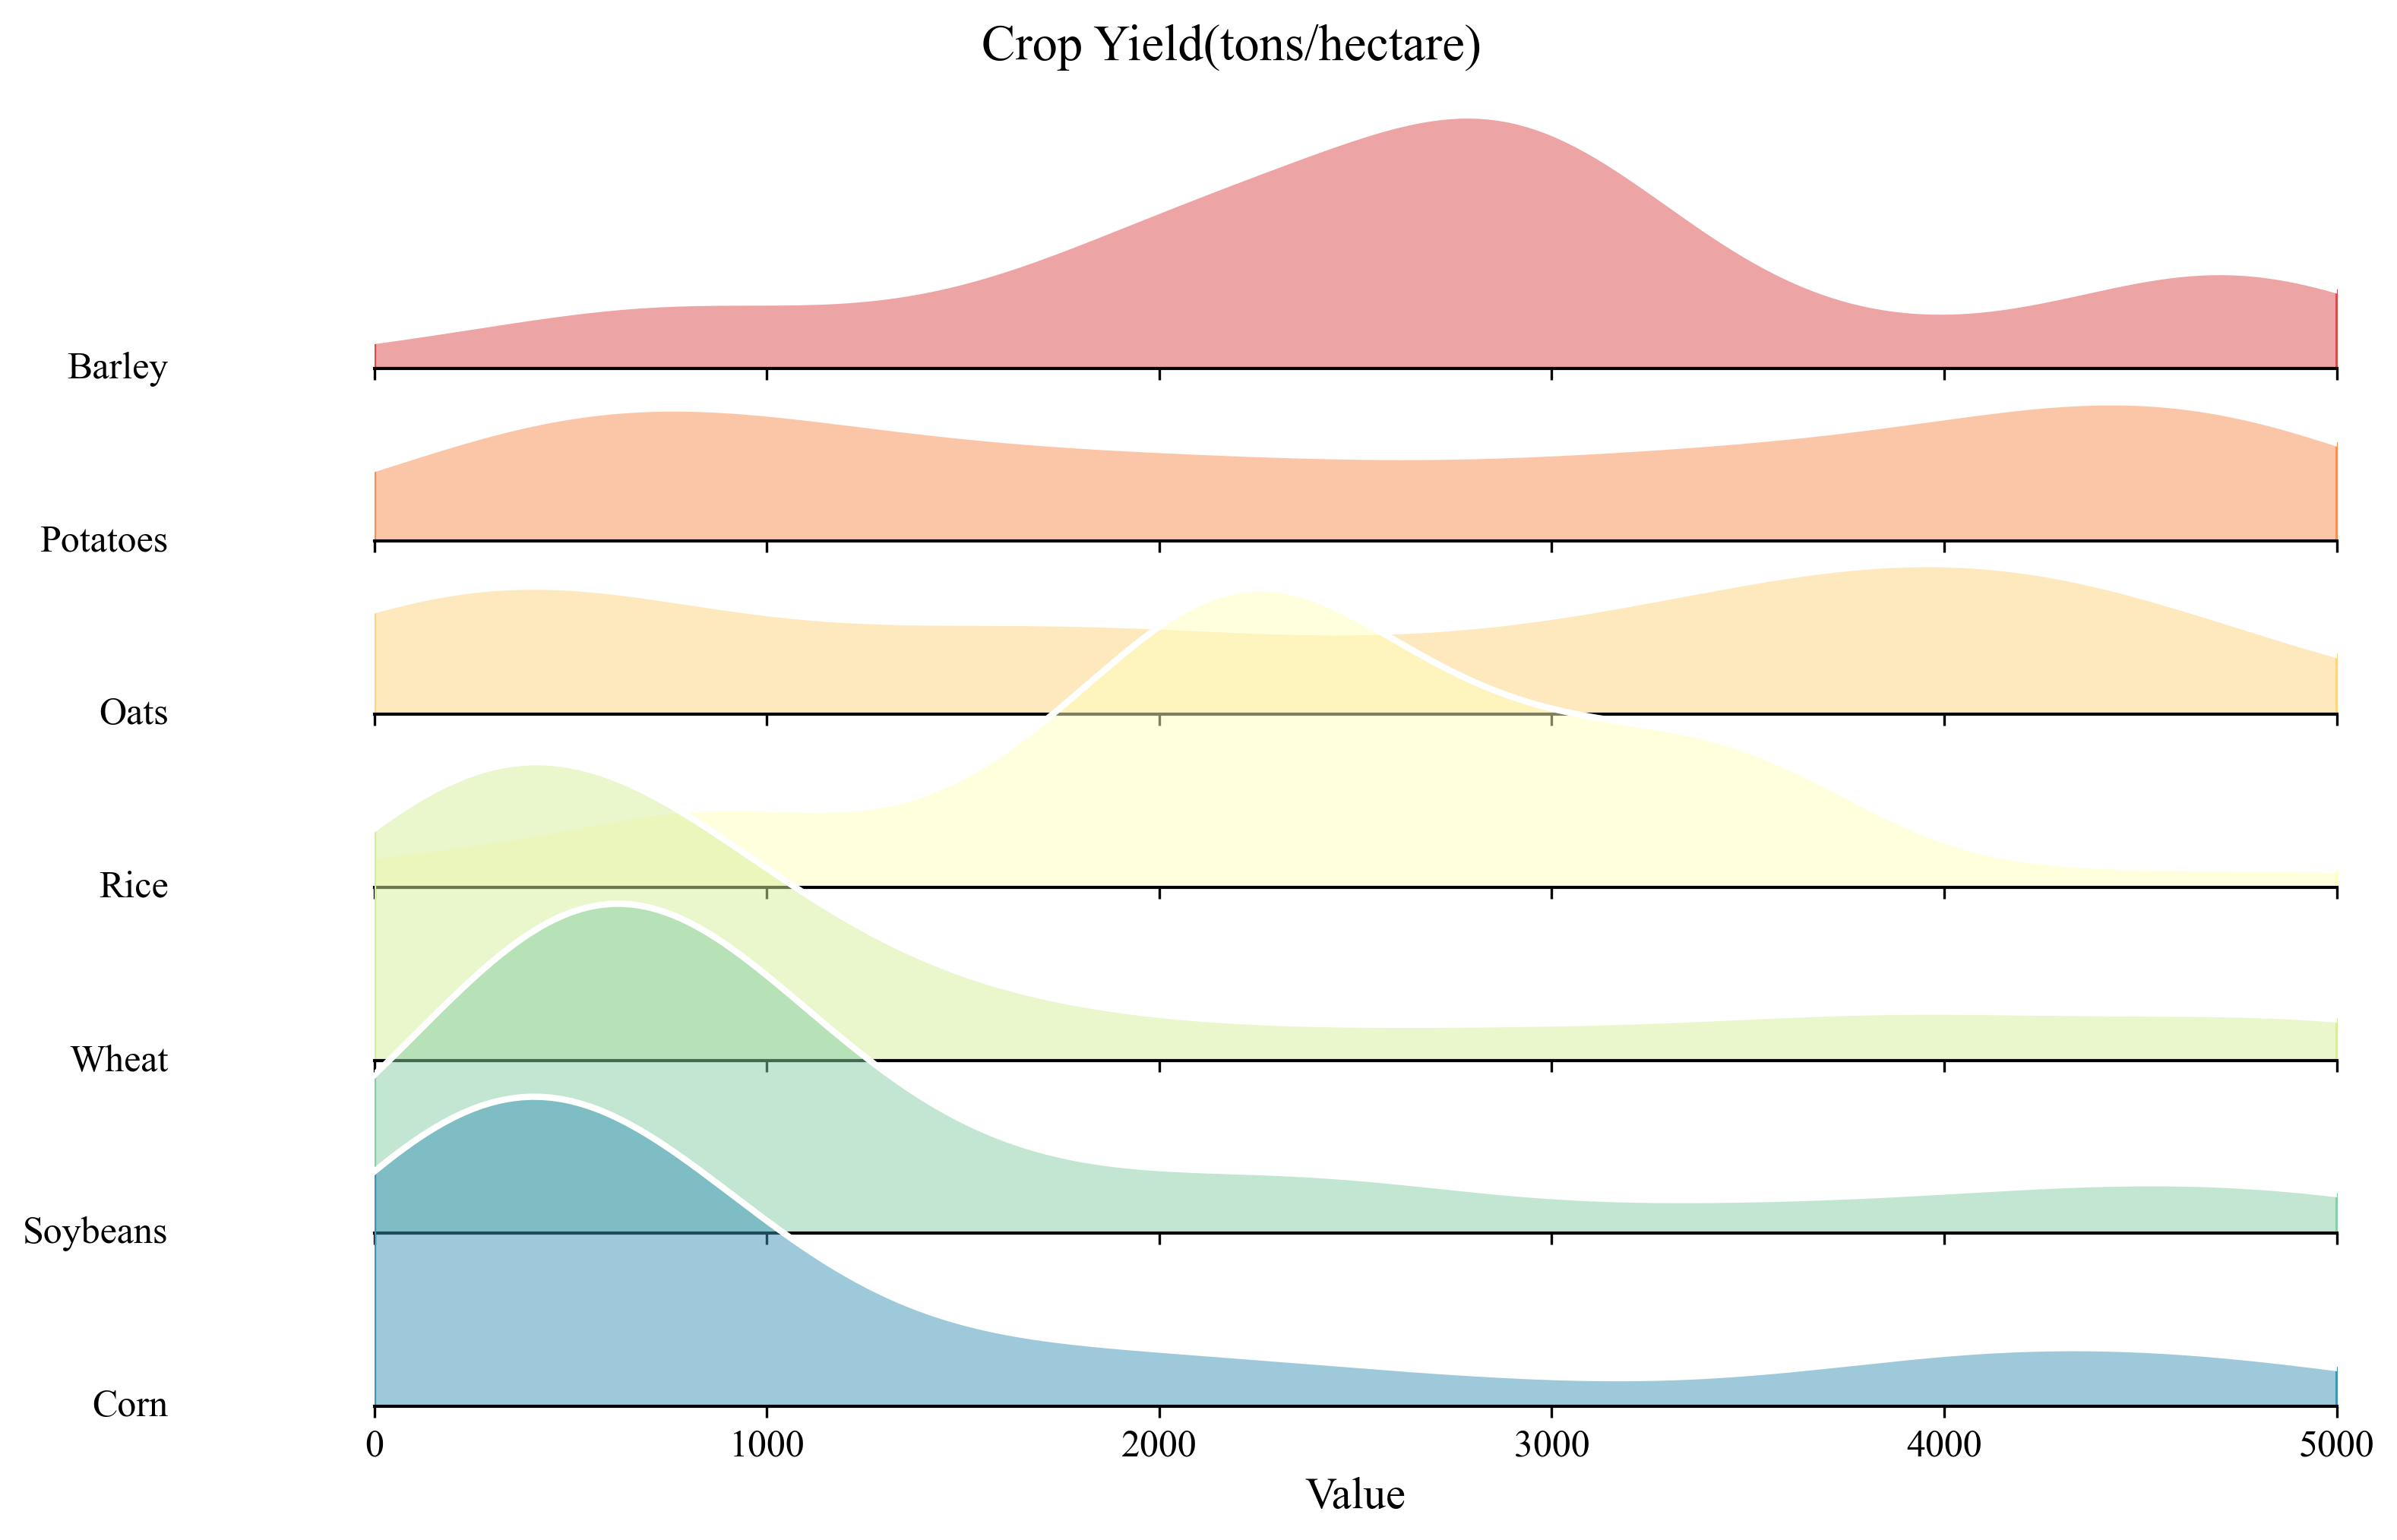 Crop Yield(tons/hectare)
Barley
Potatoes
Oats
Rice
Wheat
Soybeans
Corn
0 1000 2000 3000 4000 5000
Value